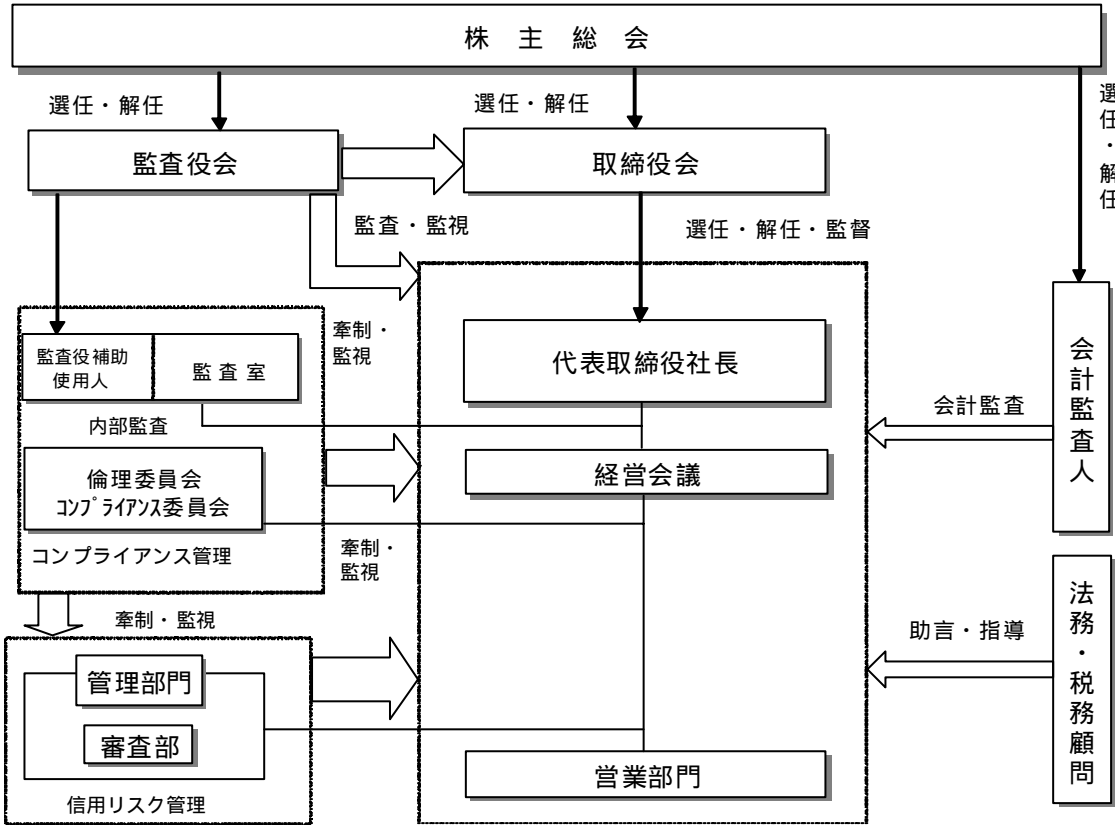 株 主 総 会
選任・解任
選任・解任
選任・解任
監査役会
取締役会
監査・監視
選任・解任・監督
牽制・
監視
監査役補助
使用人
監 査 室
代表取締役社長
会計監査人
内部監査
会計監査
倫理委員会
コンプライアンス委員会
経営会議
コンプライアンス管理
牽制・
監視
牽制・監視
法務・税務顧問
助言・指導
管理部門
審査部
営業部門
信用リスク管理